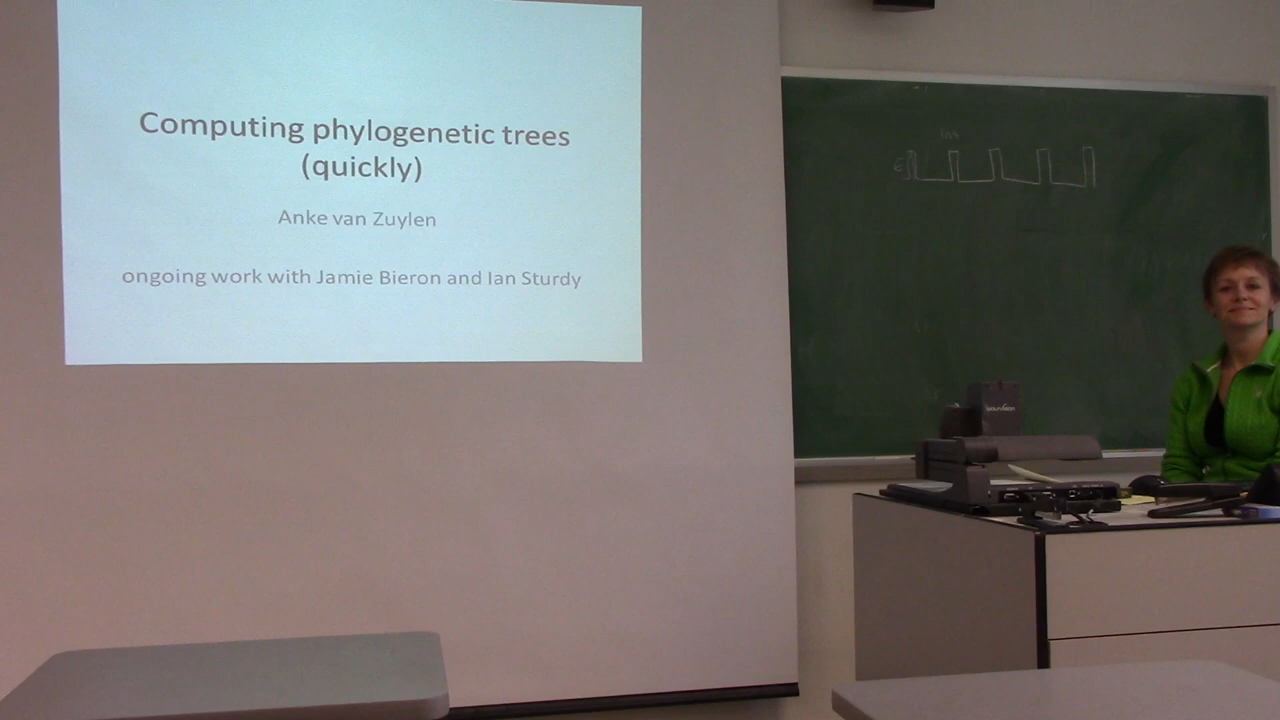 Computing phylogenetic trees
(quickly)
Anke van Zuylen
ongoing work with Jamie Bieron and Ian Sturdy